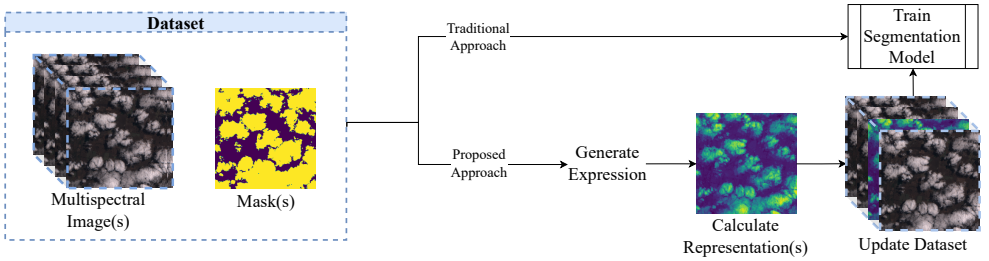 Dataset
Multispectral
Image(s)
Mask(s)
Traditional
Approach
Proposed
Approach
Generate
Expression
Calculate
Representation(s)
Update Dataset
Train
Segmentation
Model